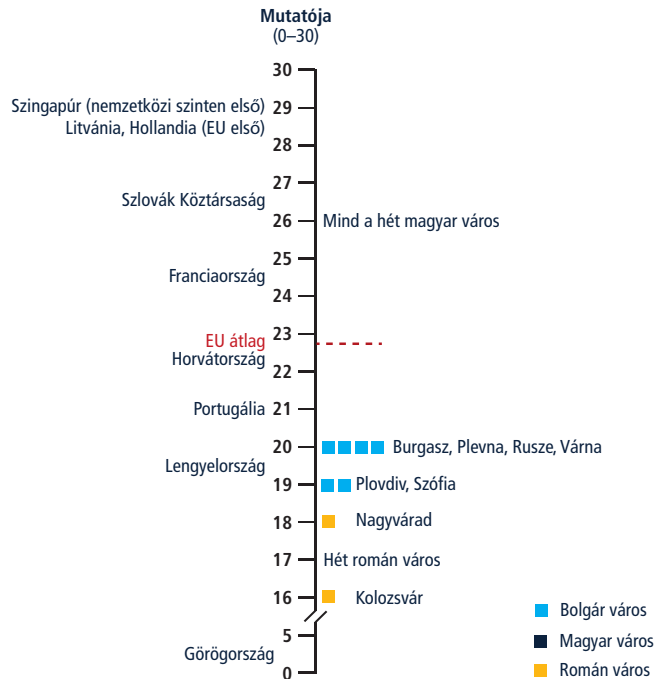 Mutatója
(0–30)
30
Szingapúr (nemzetközi szinten első)
29
Litvánia, Hollandia (EU első)
28
27
Szlovák Köztársaság
26
Mind a hét magyar város
25
Franciaország
24
23
EU átlag
Horvátország
22
Portugália
21
20
Burgasz, Plevna, Rusze, Várna
Lengyelország
19
Plovdiv, Szófia
18
Nagyvárad
17
Hét román város
16
Kolozsvár
Bolgár város
5
Magyar város
Görögország
0
Román város